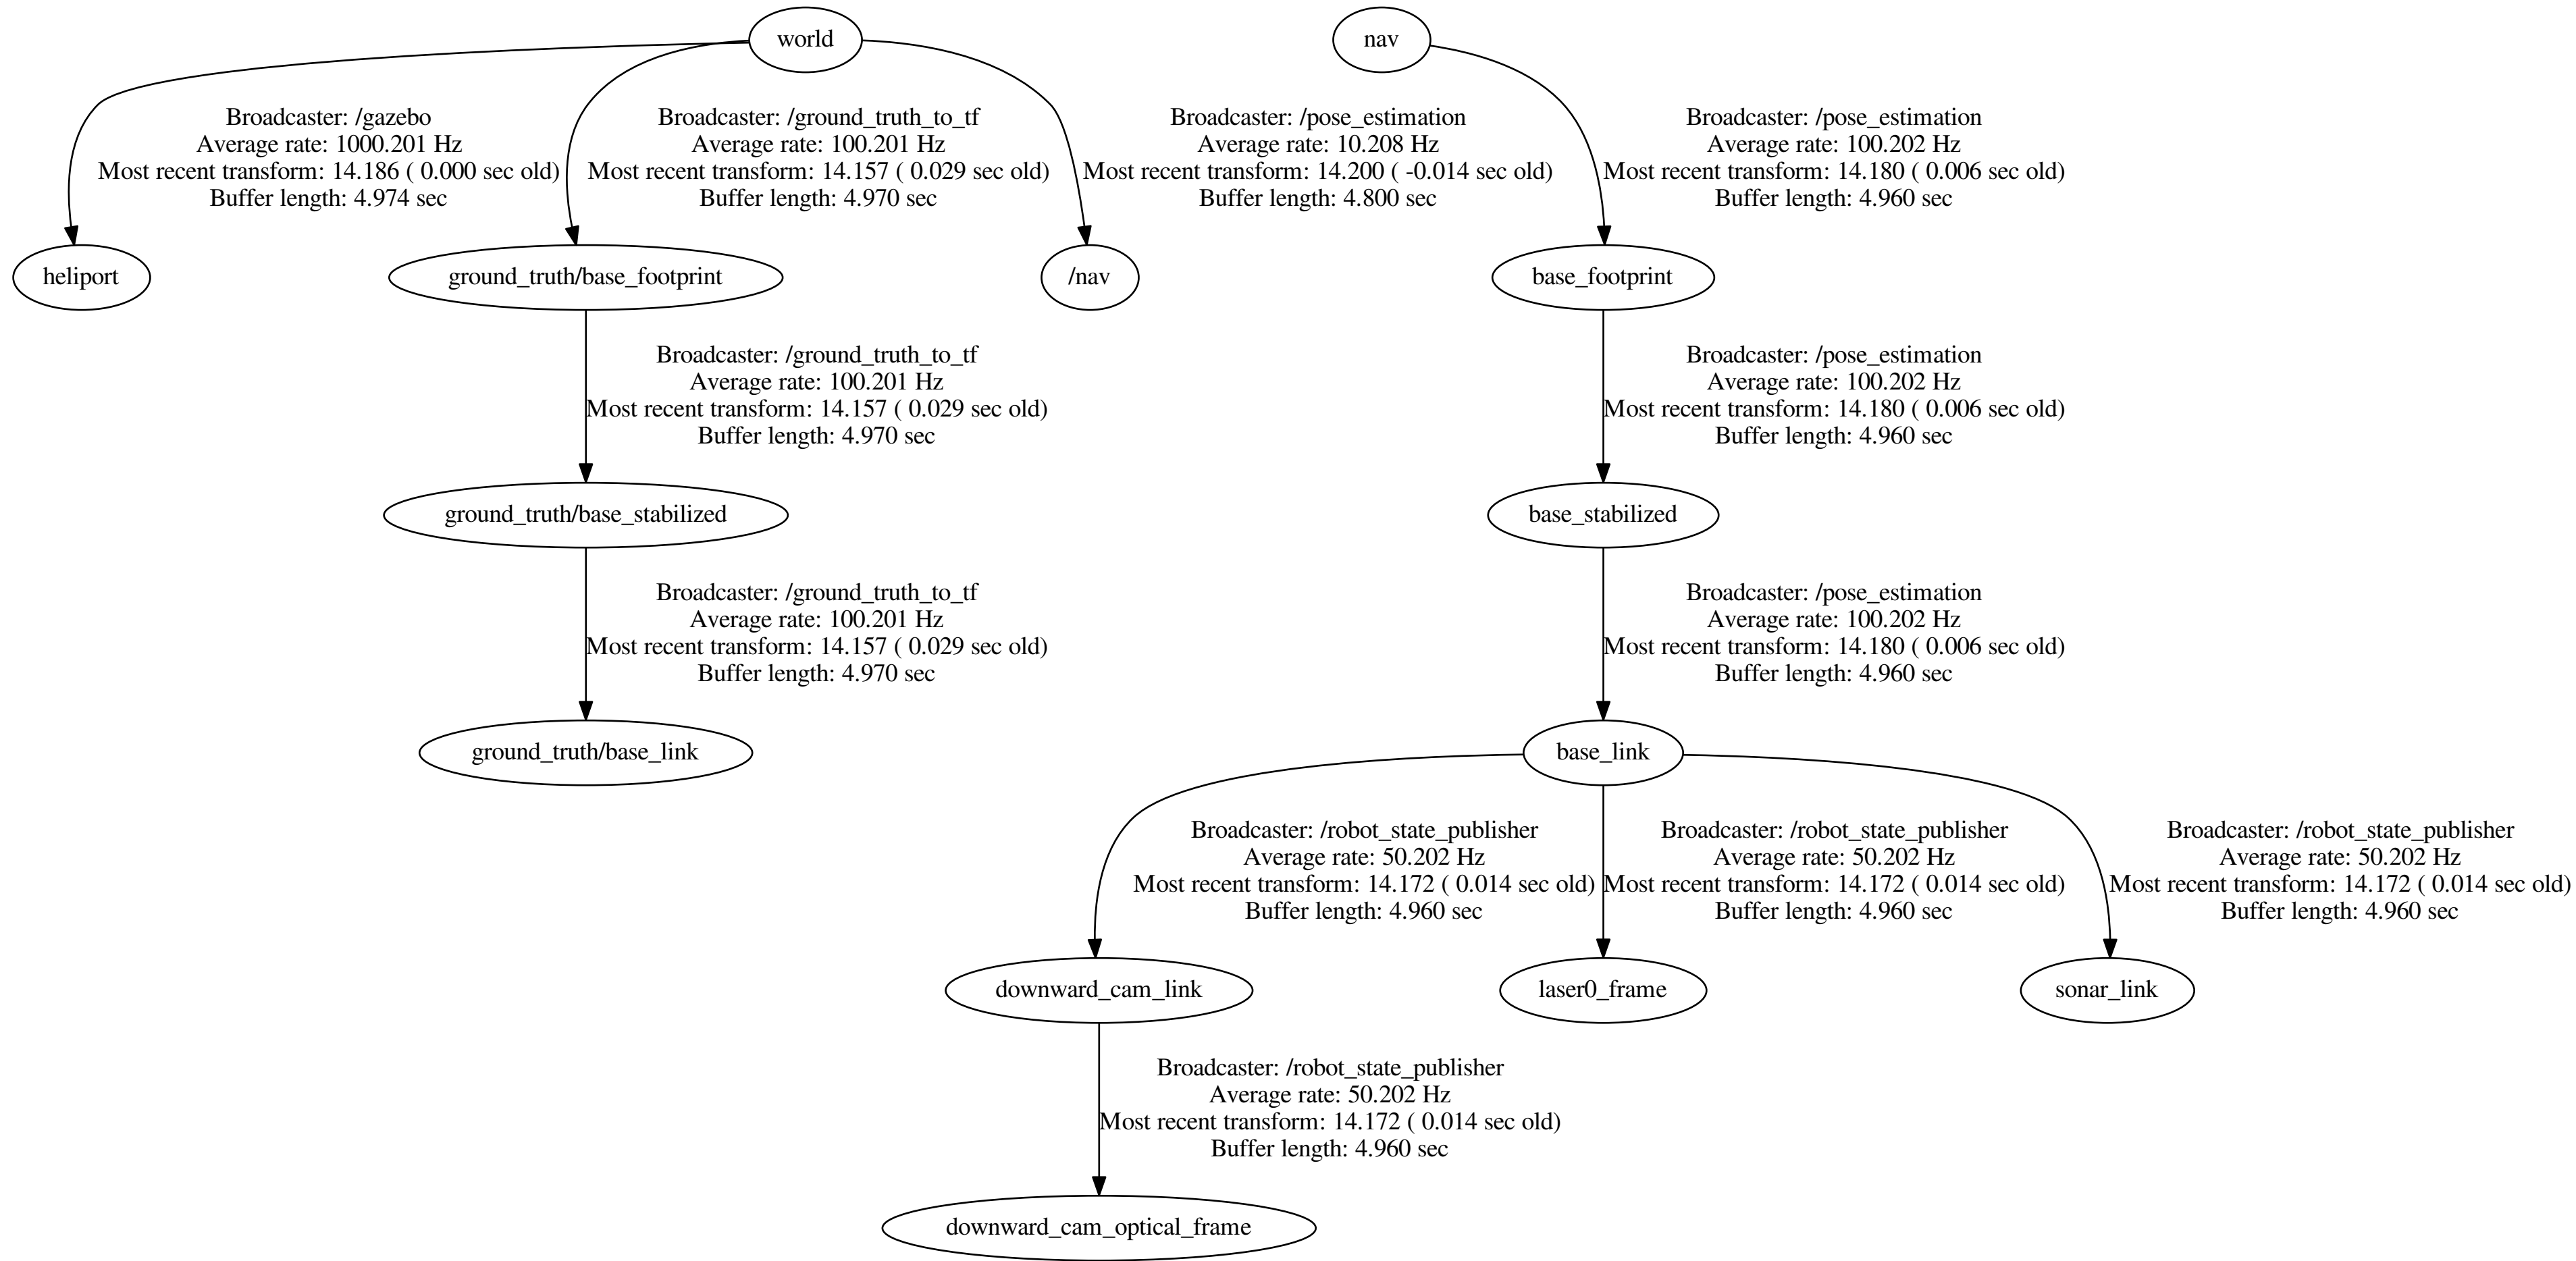 world
nav
Broadcaster: /gazebo
Average rate: 1000.201 Hz
Most recent transform: 14.186 ( 0.000 sec old)
Buffer length: 4.974 sec
Broadcaster: /ground_truth_to_tf
Average rate: 100.201 Hz
Most recent transform: 14.157 ( 0.029 sec old)
Buffer length: 4.970 sec
Broadcaster: /pose_estimation
Average rate: 10.208 Hz
Most recent transform: 14.200 ( -0.014 sec old)
Buffer length: 4.800 sec
Broadcaster: /pose_estimation
Average rate: 100.202 Hz
Most recent transform: 14.180 ( 0.006 sec old)
Buffer length: 4.960 sec
heliport
ground_truth/base_footprint
/nav
base_footprint
Broadcaster: /ground_truth_to_tf
Average rate: 100.201 Hz
Most recent transform: 14.157 ( 0.029 sec old)
Buffer length: 4.970 sec
Broadcaster: /pose_estimation
Average rate: 100.202 Hz
Most recent transform: 14.180 ( 0.006 sec old)
Buffer length: 4.960 sec
ground_truth/base_stabilized
base_stabilized
Broadcaster: /ground_truth_to_tf
Average rate: 100.201 Hz
Most recent transform: 14.157 ( 0.029 sec old)
Buffer length: 4.970 sec
Broadcaster: /pose_estimation
Average rate: 100.202 Hz
Most recent transform: 14.180 ( 0.006 sec old)
Buffer length: 4.960 sec
ground_truth/base_link
base_link
Broadcaster: /robot_state_publisher
Average rate: 50.202 Hz
Most recent transform: 14.172 ( 0.014 sec old)
Buffer length: 4.960 sec
Broadcaster: /robot_state_publisher
Average rate: 50.202 Hz
Most recent transform: 14.172 ( 0.014 sec old)
Buffer length: 4.960 sec
Broadcaster: /robot_state_publisher
Average rate: 50.202 Hz
Most recent transform: 14.172 ( 0.014 sec old)
Buffer length: 4.960 sec
downward_cam_link
laser0_frame
sonar_link
Broadcaster: /robot_state_publisher
Average rate: 50.202 Hz
Most recent transform: 14.172 ( 0.014 sec old)
Buffer length: 4.960 sec
downward_cam_optical_frame